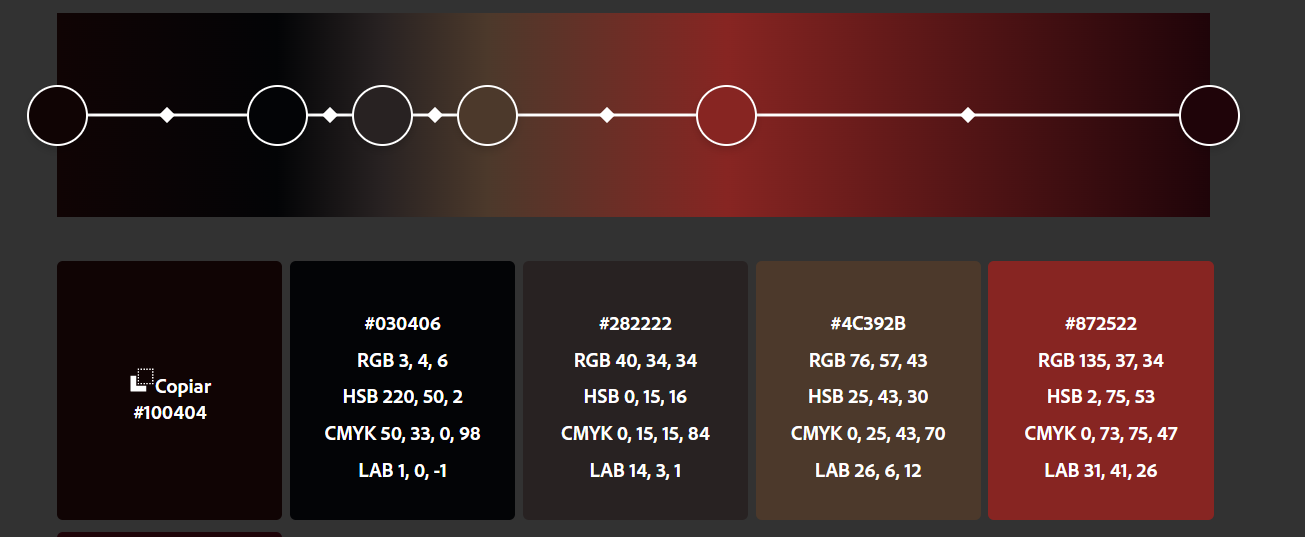 Copiar
#100404
#030406
RGB 3, 4, 6
HSB 220, 50, 2
CMYK 50, 33, 0, 98
LAB 1, 0, -1
#282222
RGB 40, 34, 34
HSB 0, 15, 16
CMYK 0, 15, 15, 84
LAB 14, 3, 1
#4C392B
RGB 76, 57, 43
HSB 25, 43, 30
CMYK 0, 25, 43, 70
LAB 26, 6, 12
#872522
RGB 135, 37, 34
HSB 2, 75, 53
CMYK 0, 73, 75, 47
LAB 31, 41, 26